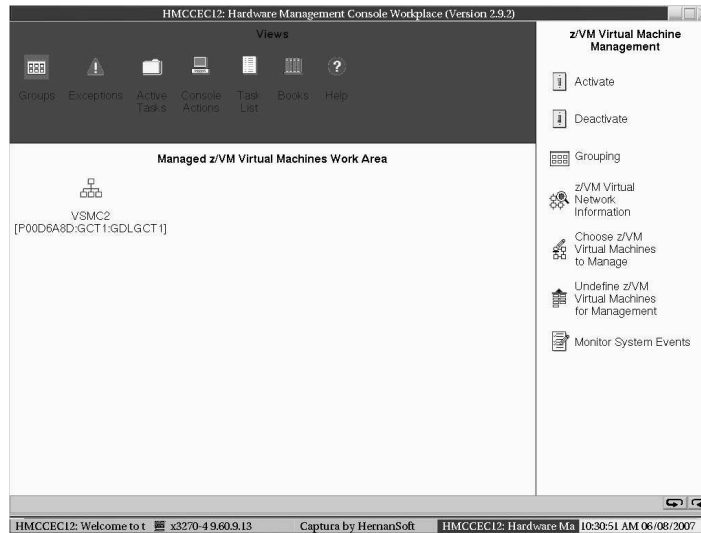 HMCCEC12: Hardware Management Console Workplace (Version 2.9.2)
Views
Groups
Exceptions
Active
Tasks
Console
Actions
Task
List
Books
Help
Managed z/VM Virtual Machines Work Area
VSMC2
[P00D6A8D:GCT1:GDLGCT1]
z/VM Virtual Machine
Management
Activate
Deactivate
Grouping
z/VM Virtual
Network
Information
Choose z/VM
Virtual Machines
to Manage
Undefine z/VM
Virtual Machines
for Management
Monitor System Events
HMCCEC12: Welcome to t
x3270-4 9.60.9.13
Captura by HernanSoft
HMCCEC12: Hardware Ma
10:30:51 AM 06/08/2007